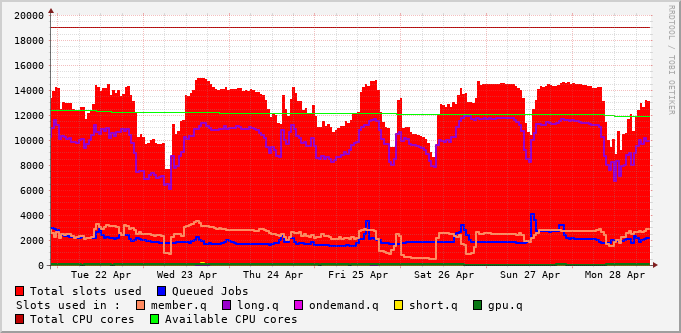 RRDTOOL / TOBI OETIKER
20000
18000
16000
14000
12000
10000
8000
6000
4000
2000
0
Tue 22 Apr Wed 23 Apr Thu 24 Apr Fri 25 Apr Sat 26 Apr Sun 27 Apr Mon 28 Apr
Total slots used Queued Jobs
Slots used in : member.q long.q ondemand.q short.q gpu.q
Total CPU cores Available CPU cores